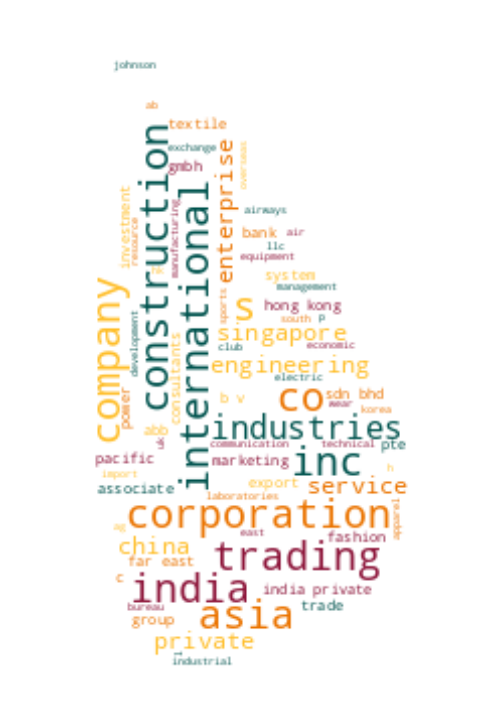 johnson
ab
textile
construction
exchange
gmbh
enterprise
overseas
international
investment
resource
manufacturing
airways
bank
air
llc
equipment
system
management
company
development
sports
s
hong kong
south
p
singapore
club
economic
consultants
engineering
electric
power
b v
co
sdn bhd
wear
korea
abb
uk
industries
communication
technical
pte
pacific
marketing
inc
import
h
associate
export
service
laboratories
corporation
apparel
ag
east
china
fashion
trading
far east
c
india
india private
bureau
asia
trade
group
private
industrial